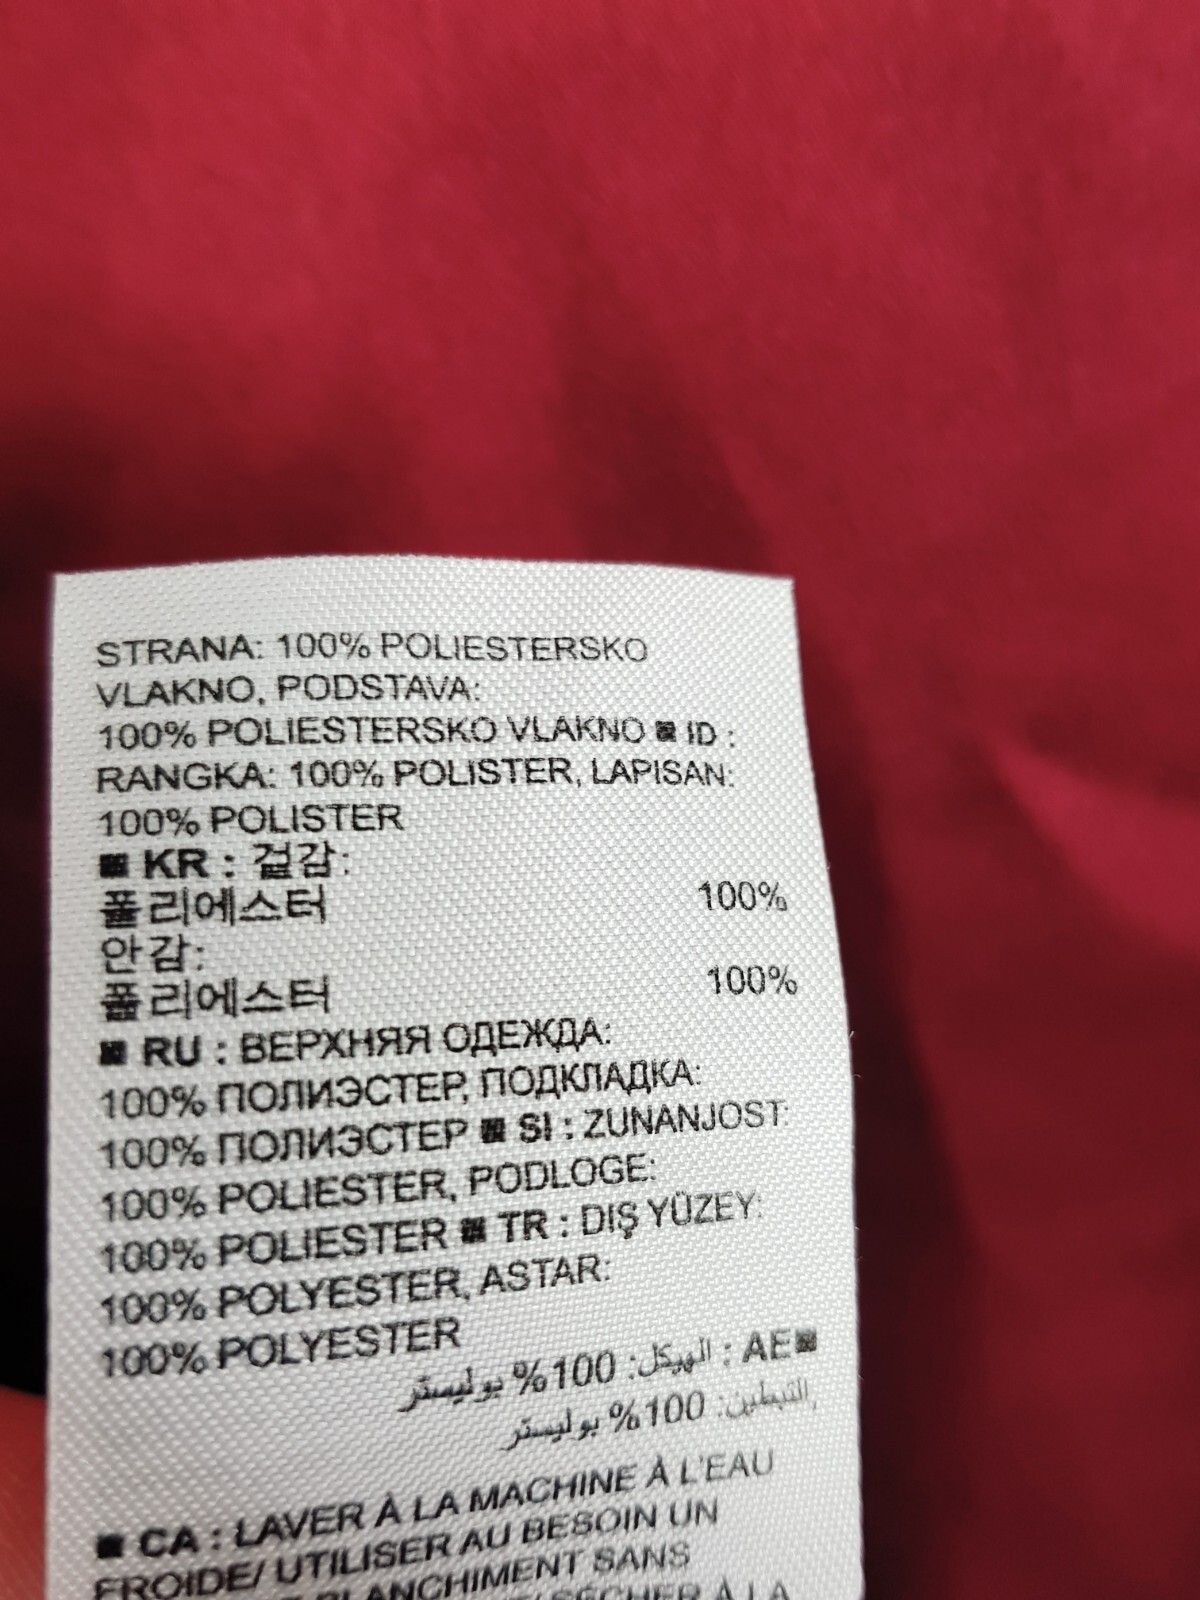 STRANA: 100% POLIESTERSKO
VLAKNO, PODSTAVA:
100% POLIESTERSKO VLAKNO ■ ID :
RANGKA: 100% POLISTER, LAPISAN:
100% POLISTER
■ KR : 겉감:
폴리에스터 100%
안감:
폴리에스터 100%
■ RU : ВЕРХНЯЯ ОДЕЖДА:
100% ПОЛИЭСТЕР, ПОДКЛАДКА:
100% ПОЛИЭСТЕР ■ SI : ZUNANJOST:
100% POLIESTER, PODLOGE:
100% POLIESTER ■ TR : DIŞ YÜZEY:
100% POLYESTER, ASTAR:
100% POLYESTER
■AE : الهيكل: 100% بوليستر
التبطين: 100% بوليستر
■ CA : LAVER À LA MACHINE À L'EAU
FROIDE/ UTILISER AU BESOIN UN
BLANCHIMENT SANS
SÉCHER À LA